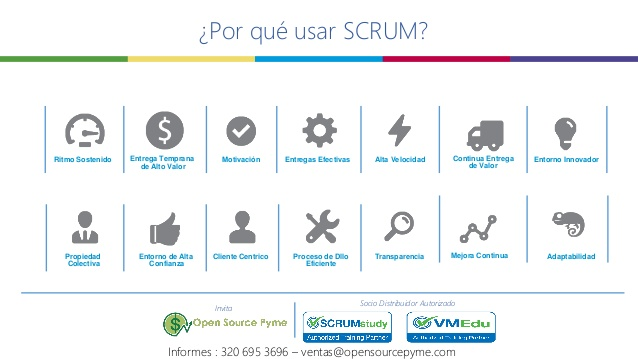 ¿Por qué usar SCRUM?
Ritmo Sostenido
Entrega Temprana
de Alto Valor
Motivación
Entregas Efectivas
Alta Velocidad
Continua Entrega
de Valor
Entorno Innovador
Propiedad
Colectiva
Entorno de Alta
Confianza
Cliente Centrico
Proceso de Dllo
Eficiente
Transparencia
Mejora Continua
Adaptabilidad
Invita
Open Source Pyme
Socio Distribuidor Autorizado
SCRUMstudy
Authorized Training Partner
VMEdu
Authorized Training Partner
Informes : 320 695 3696 – ventas@opensourcepyme.com